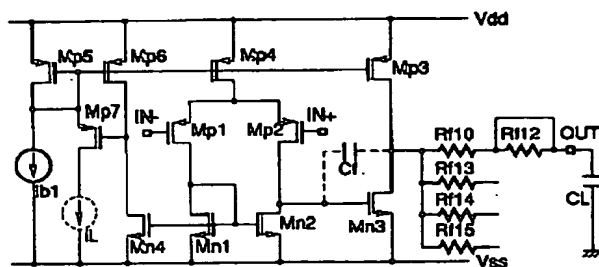 Vdd
Mp5
Mp6
Mp4
Mp3
Mp7
IN-
Mp1
Mp2
IN+
Rf10
Rf12
OUT
Cf
Ib1
Rf13
CL
Rf14
iL
Mn4
Mn1
Mn2
Mn3
Rf15
Vss